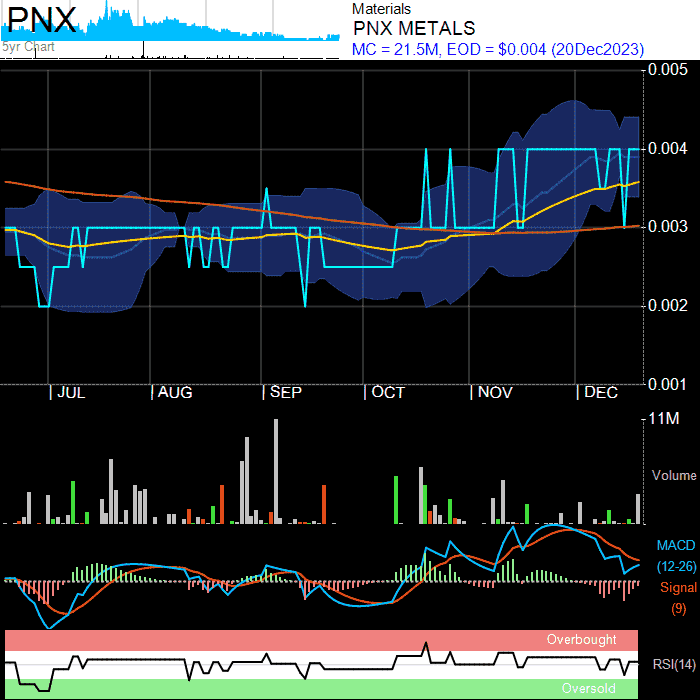 PNX
5yr Chart
Materials
PNX METALS
MC = 21.5M, EOD = $0.004 (20Dec2023)
0.005
0.004
0.003
0.002
0.001
| JUL
| AUG
| SEP
| OCT
| NOV
| DEC
11M
Volume
MACD
(12-26)
Signal
(9)
Overbought
RSI(14)
Oversold